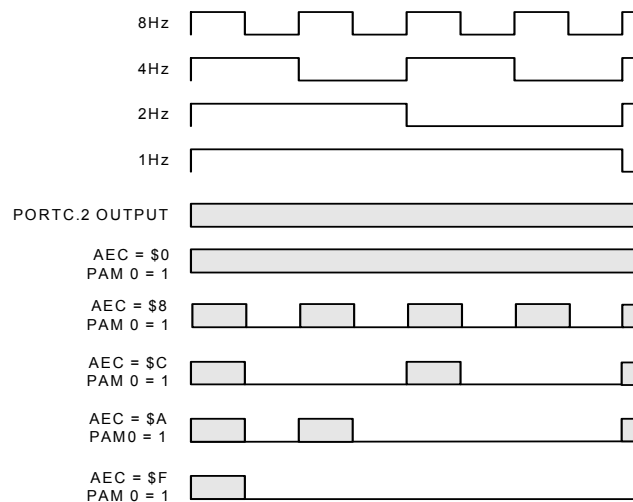 8Hz
4Hz
2Hz
1Hz
PORTC.2 OUTPUT
AEC = $0
PAM 0 = 1
AEC = $8
PAM 0 = 1
AEC = $C
PAM 0 = 1
AEC = $A
PAM0 = 1
AEC = $F
PAM 0 = 1